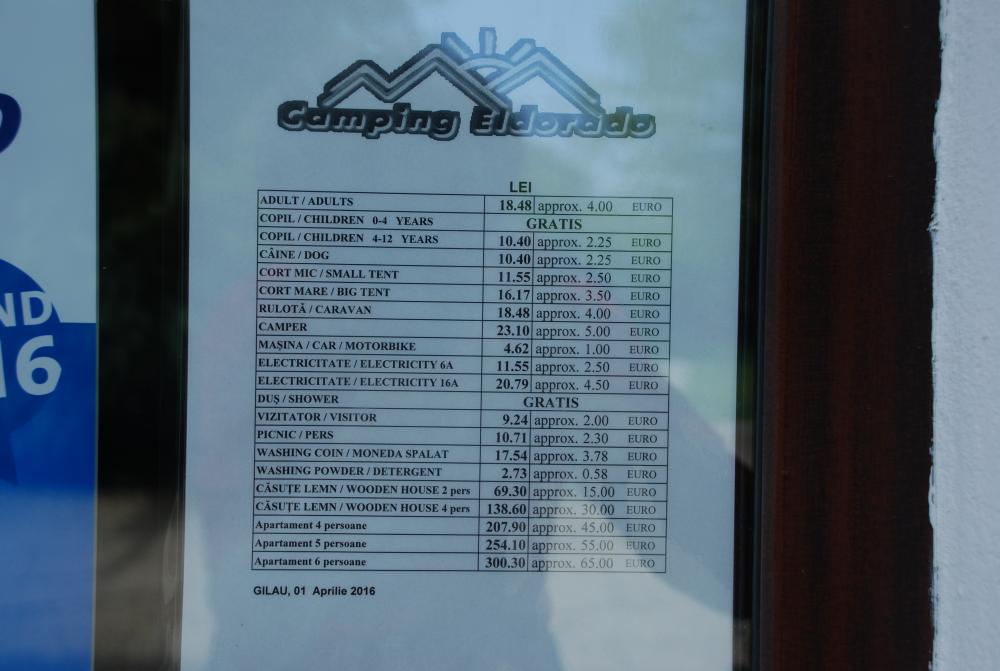 Camping Eldorado
LEI
ADULT / ADULTS 18.48 approx. 4.00 EURO
COPIL / CHILDREN 0-4 YEARS GRATIS
COPIL / CHILDREN 4-12 YEARS 10.40 approx. 2.25 EURO
CÂINE / DOG 10.40 approx. 2.25 EURO
CORT MIC / SMALL TENT 11.55 approx. 2.50 EURO
CORT MARE / BIG TENT 16.17 approx. 3.50 EURO
RULOTĂ / CARAVAN 18.48 approx. 4.00 EURO
CAMPER 23.10 approx. 5.00 EURO
MAȘINA / CAR / MOTORBIKE 4.62 approx. 1.00 EURO
ELECTRICITATE / ELECTRICITY 6A 11.55 approx. 2.50 EURO
ELECTRICITATE / ELECTRICITY 16A 20.79 approx. 4.50 EURO
DUȘ / SHOWER GRATIS
VIZITATOR / VISITOR 9.24 approx. 2.00 EURO
PICNIC / PERS 10.71 approx. 2.30 EURO
WASHING COIN / MONEDA SPALAT 17.54 approx. 3.78 EURO
WASHING POWDER / DETERGENT 2.73 approx. 0.58 EURO
CĂSUȚE LEMN / WOODEN HOUSE 2 pers 69.30 approx. 15.00 EURO
CĂSUȚE LEMN / WOODEN HOUSE 4 pers 138.60 approx. 30.00 EURO
Apartament 4 persoane 207.90 approx. 45.00 EURO
Apartament 5 persoane 254.10 approx. 55.00 EURO
Apartament 6 persoane 300.30 approx. 65.00 EURO
GILAU, 01 Aprilie 2016
ND
16